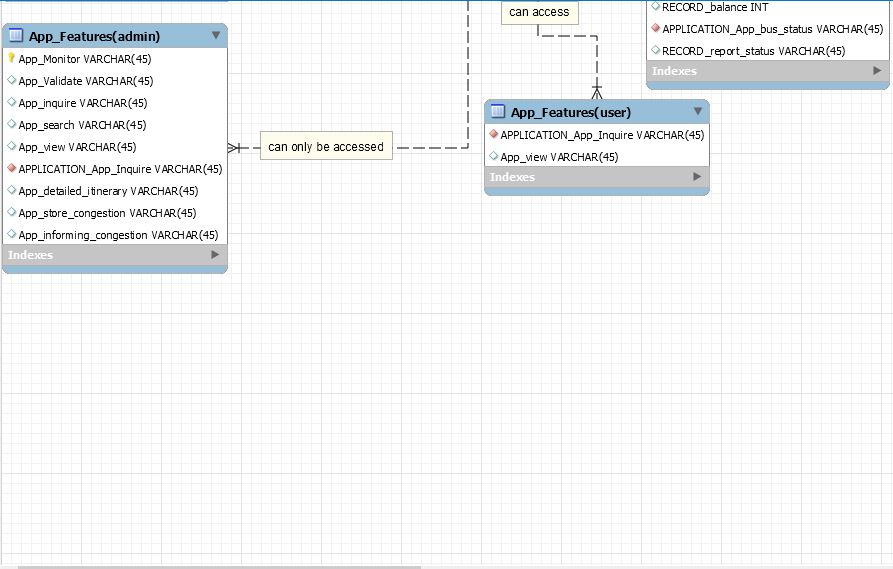 can access
RECORD_balance INT
APPLICATION_App_bus_status VARCHAR(45)
RECORD_report_status VARCHAR(45)
Indexes
App_Features(admin)
App_Monitor VARCHAR(45)
App_Validate VARCHAR(45)
App_inquire VARCHAR(45)
App_search VARCHAR(45)
App_view VARCHAR(45)
APPLICATION_App_Inquire VARCHAR(45)
App_detailed_itinerary VARCHAR(45)
App_store_congestion VARCHAR(45)
App_informing_congestion VARCHAR(45)
Indexes
can only be accessed
App_Features(user)
APPLICATION_App_Inquire VARCHAR(45)
App_view VARCHAR(45)
Indexes